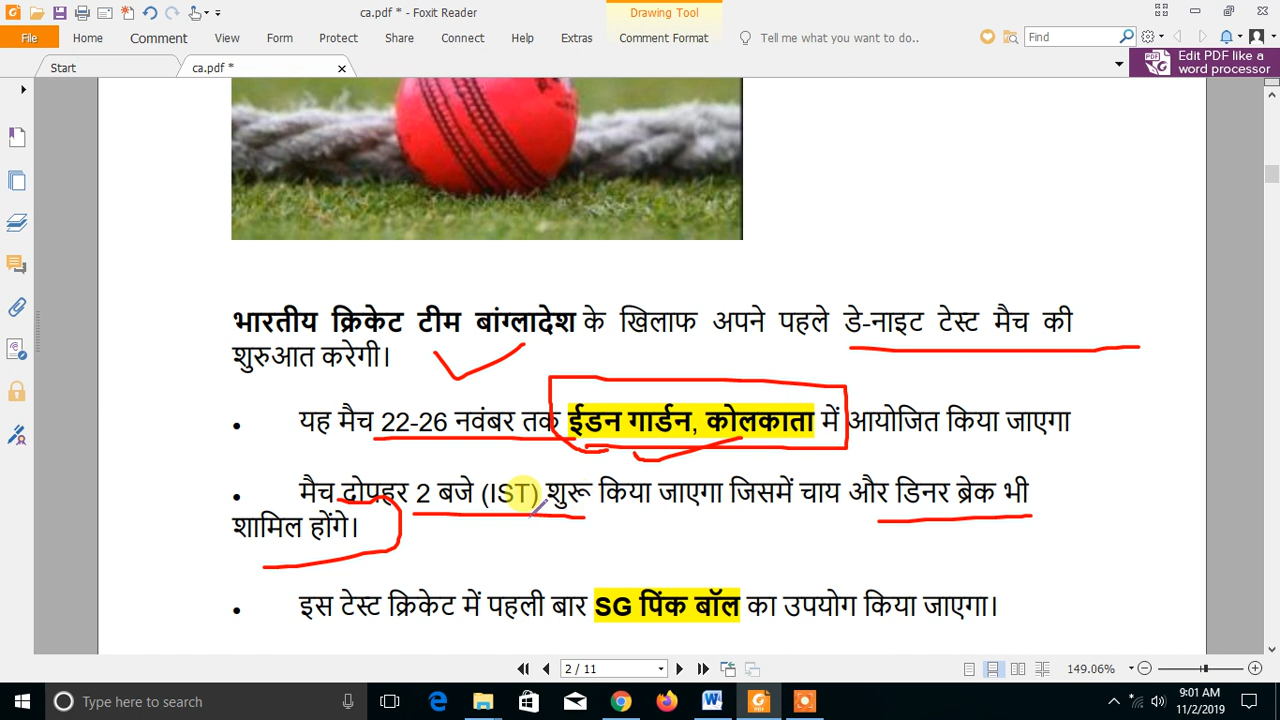 ca.pdf * - Foxit Reader
Drawing Tool
File Home Comment View Form Protect Share Connect Help Extras Comment Format Tell me what you want to do.. Find
Start ca.pdf *
Edit PDF like a
word processor
भारतीय क्रिकेट टीम बांग्लादेश के खिलाफ अपने पहले डे-नाइट टेस्ट मैच की
शुरुआत करेगी।
• यह मैच 22-26 नवंबर तक ईडन गार्डन, कोलकाता में आयोजित किया जाएगा
• मैच दोपहर 2 बजे (IST) शुरू किया जाएगा जिसमें चाय और डिनर ब्रेक भी
शामिल होंगे।
• इस टेस्ट क्रिकेट में पहली बार SG पिंक बॉल का उपयोग किया जाएगा।
2 / 11
149.06%
Type here to search
9:01 AM
11/2/2019